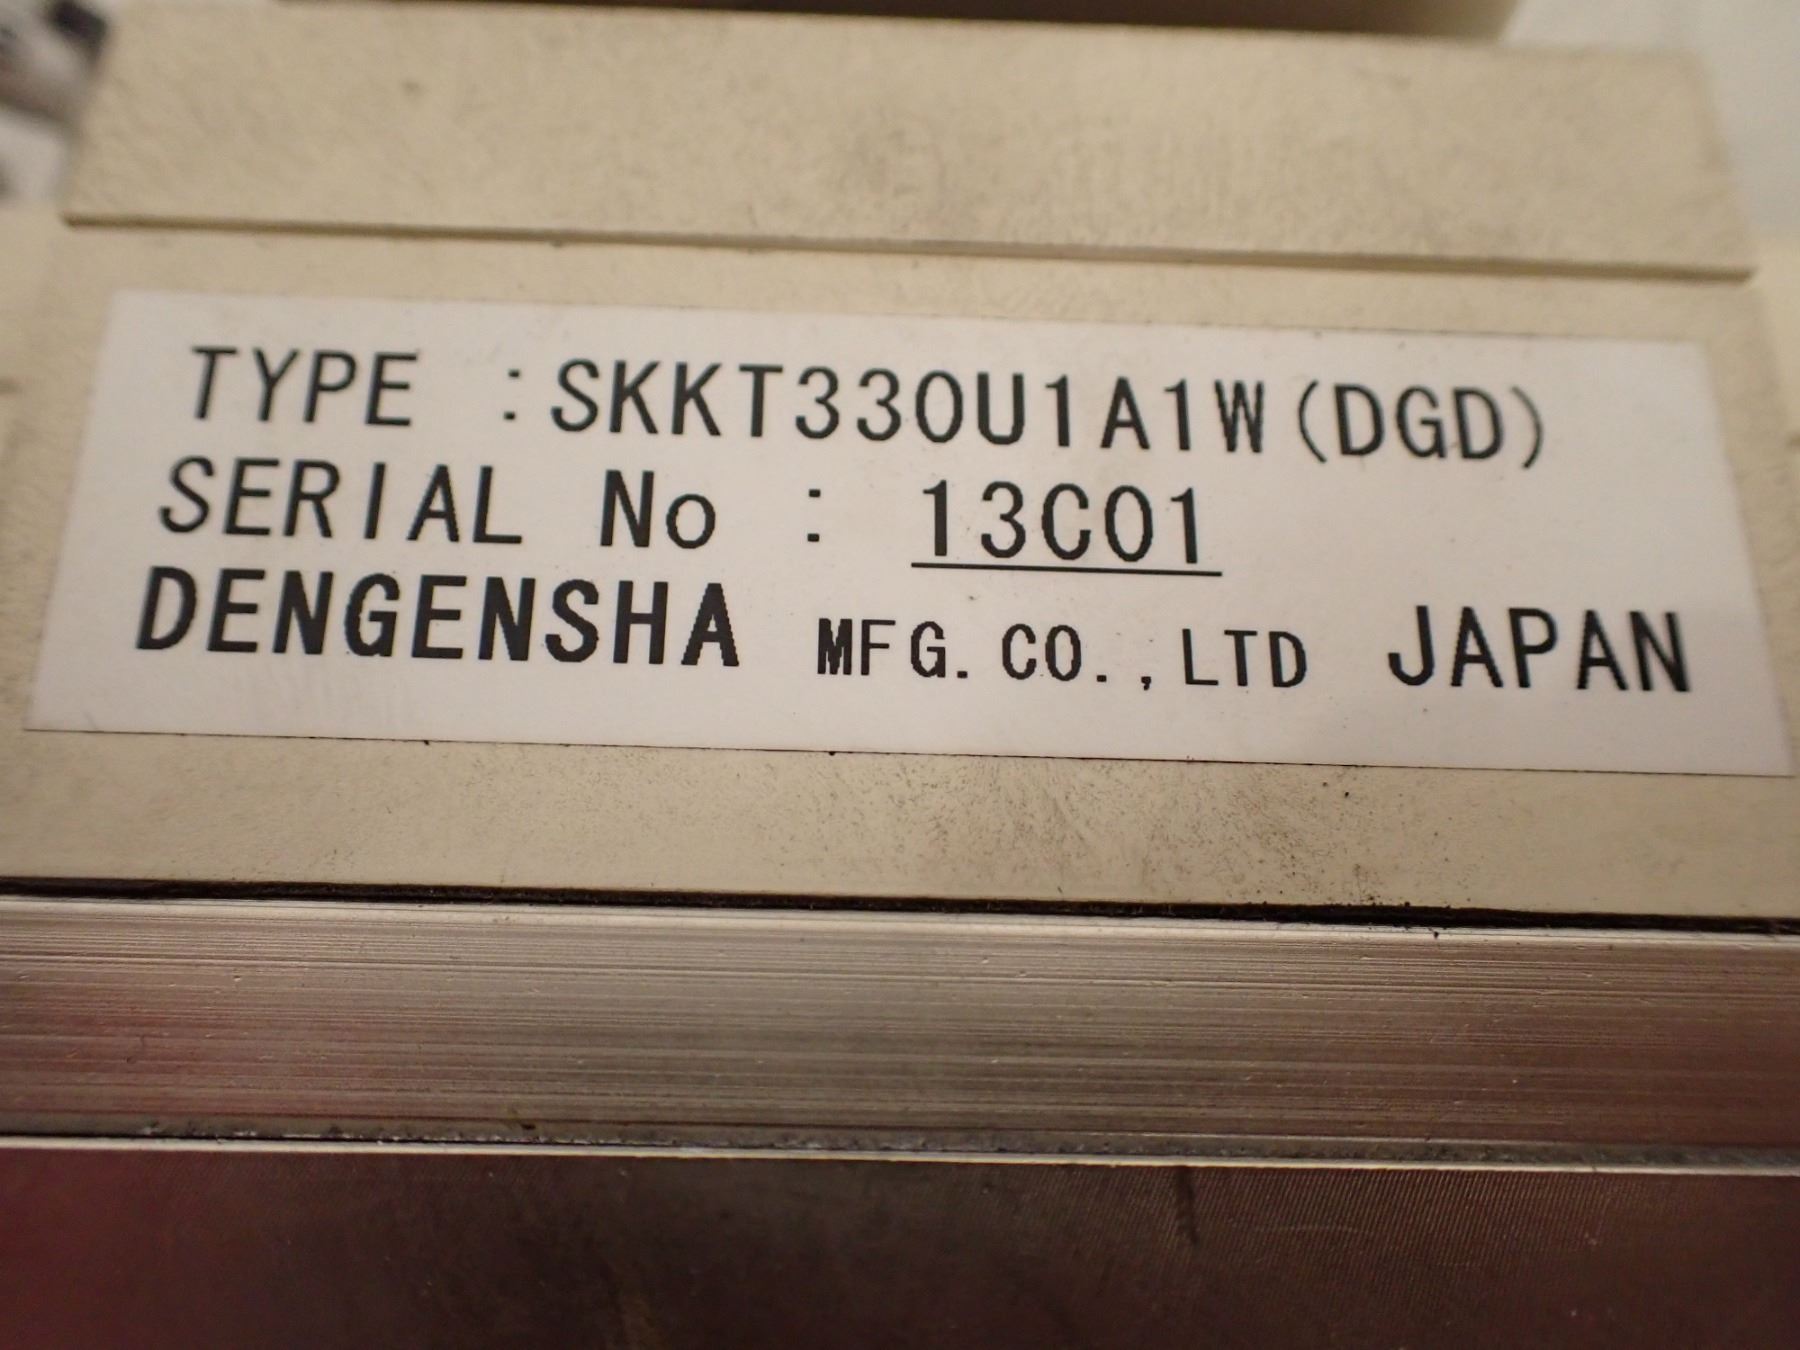 TYPE :SKKT330U1A1W(DGD)
SERIAL No : 13C01
DENGENSHA MFG.CO.,LTD JAPAN